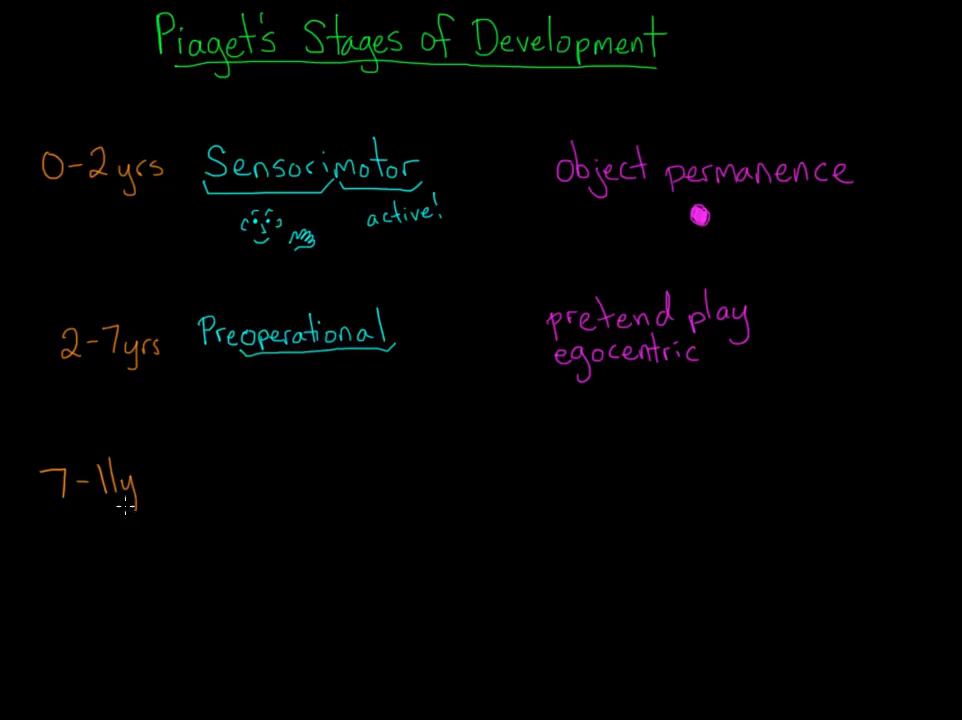 Piaget's Stages of Development
0-2yrs Sensorimotor object permanence
active!
2-7yrs Preoperational pretend play
egocentric
7-11y